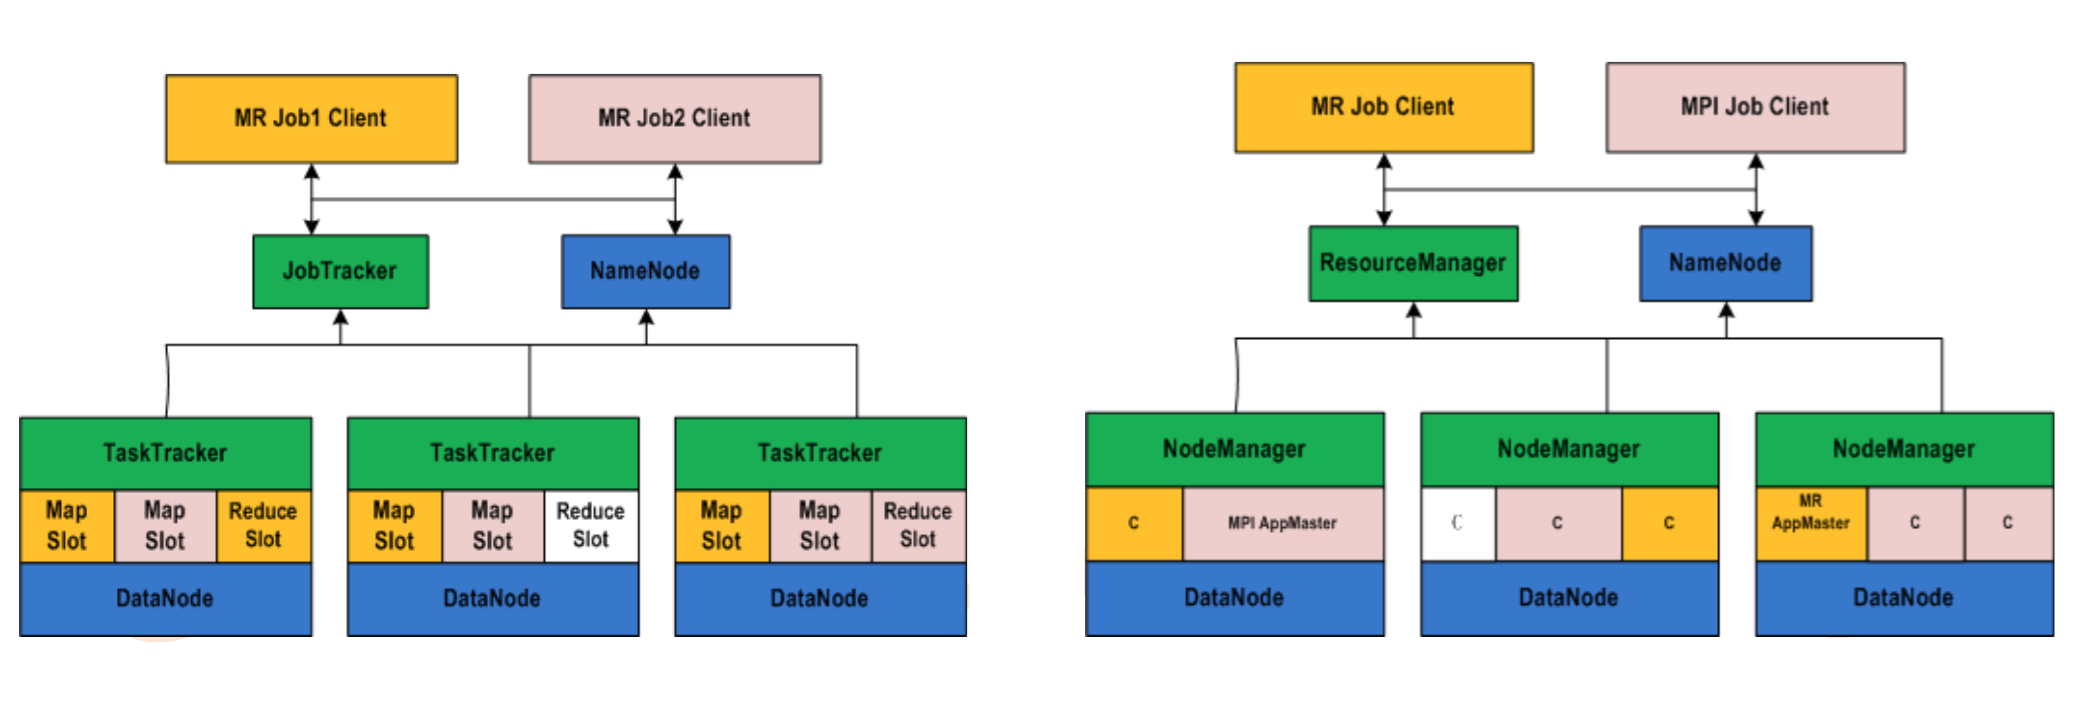 MR Job1 Client
MR Job2 Client
JobTracker
NameNode
TaskTracker
Map
Slot
Map
Slot
Reduce
Slot
DataNode
TaskTracker
Map
Slot
Map
Slot
Reduce
Slot
DataNode
TaskTracker
Map
Slot
Map
Slot
Reduce
Slot
DataNode
MR Job Client
MPI Job Client
ResourceManager
NameNode
NodeManager
C
MPI AppMaster
DataNode
NodeManager
C
C
C
DataNode
NodeManager
MR
AppMaster
C
C
DataNode